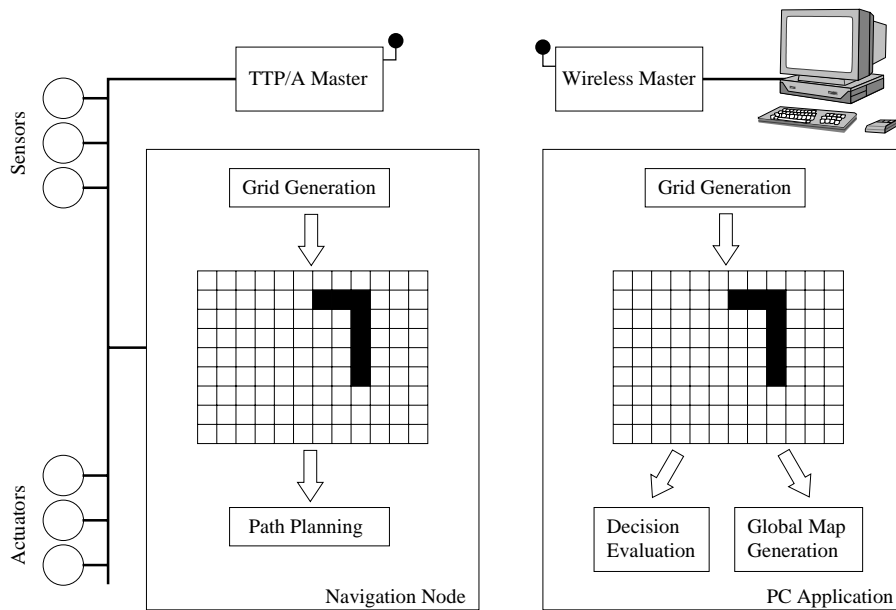 TTP/A Master
Wireless Master
Sensors
Grid Generation
Grid Generation
Actuators
Path Planning
Decision
Evaluation
Global Map
Generation
Navigation Node
PC Application